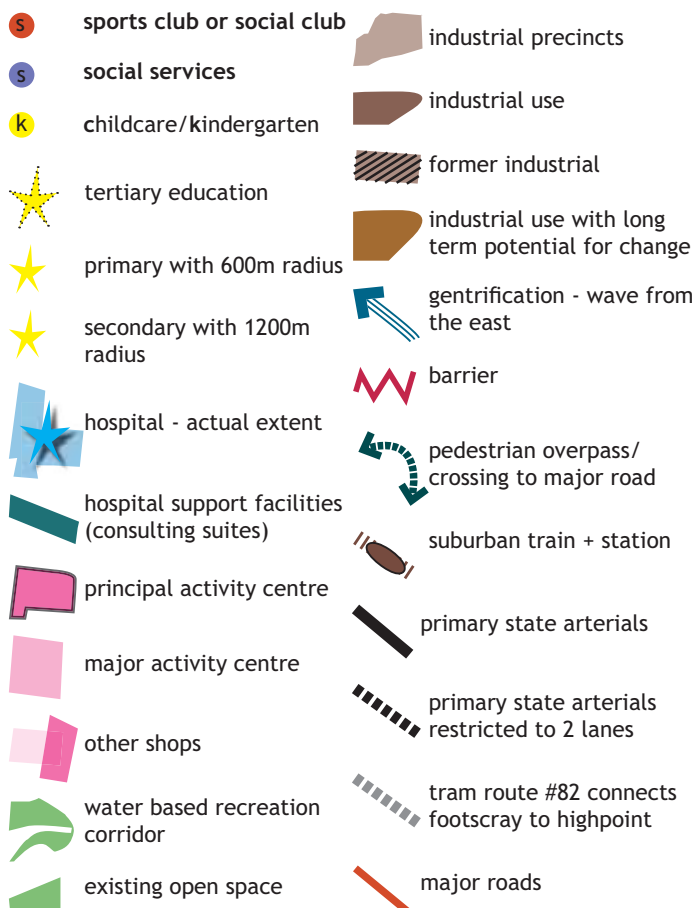 s sports club or social club
s social services
k childcare/kindergarten
tertiary education
primary with 600m radius
secondary with 1200m
radius
hospital - actual extent
hospital support facilities
(consulting suites)
principal activity centre
major activity centre
other shops
water based recreation
corridor
existing open space
industrial precincts
industrial use
former industrial
industrial use with long
term potential for change
gentrification - wave from
the east
barrier
pedestrian overpass/
crossing to major road
suburban train + station
primary state arterials
primary state arterials
restricted to 2 lanes
tram route #82 connects
footscray to highpoint
major roads